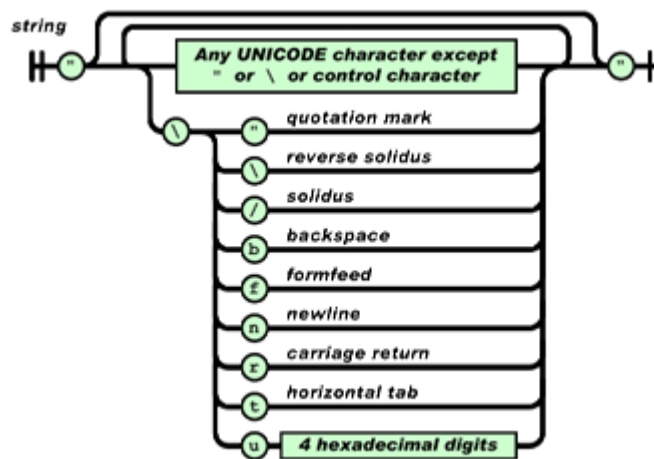 string
" Any UNICODE character except "
" or \ or control character
\ " quotation mark
\ reverse solidus
/ solidus
b backspace
f formfeed
n newline
r carriage return
t horizontal tab
u 4 hexadecimal digits